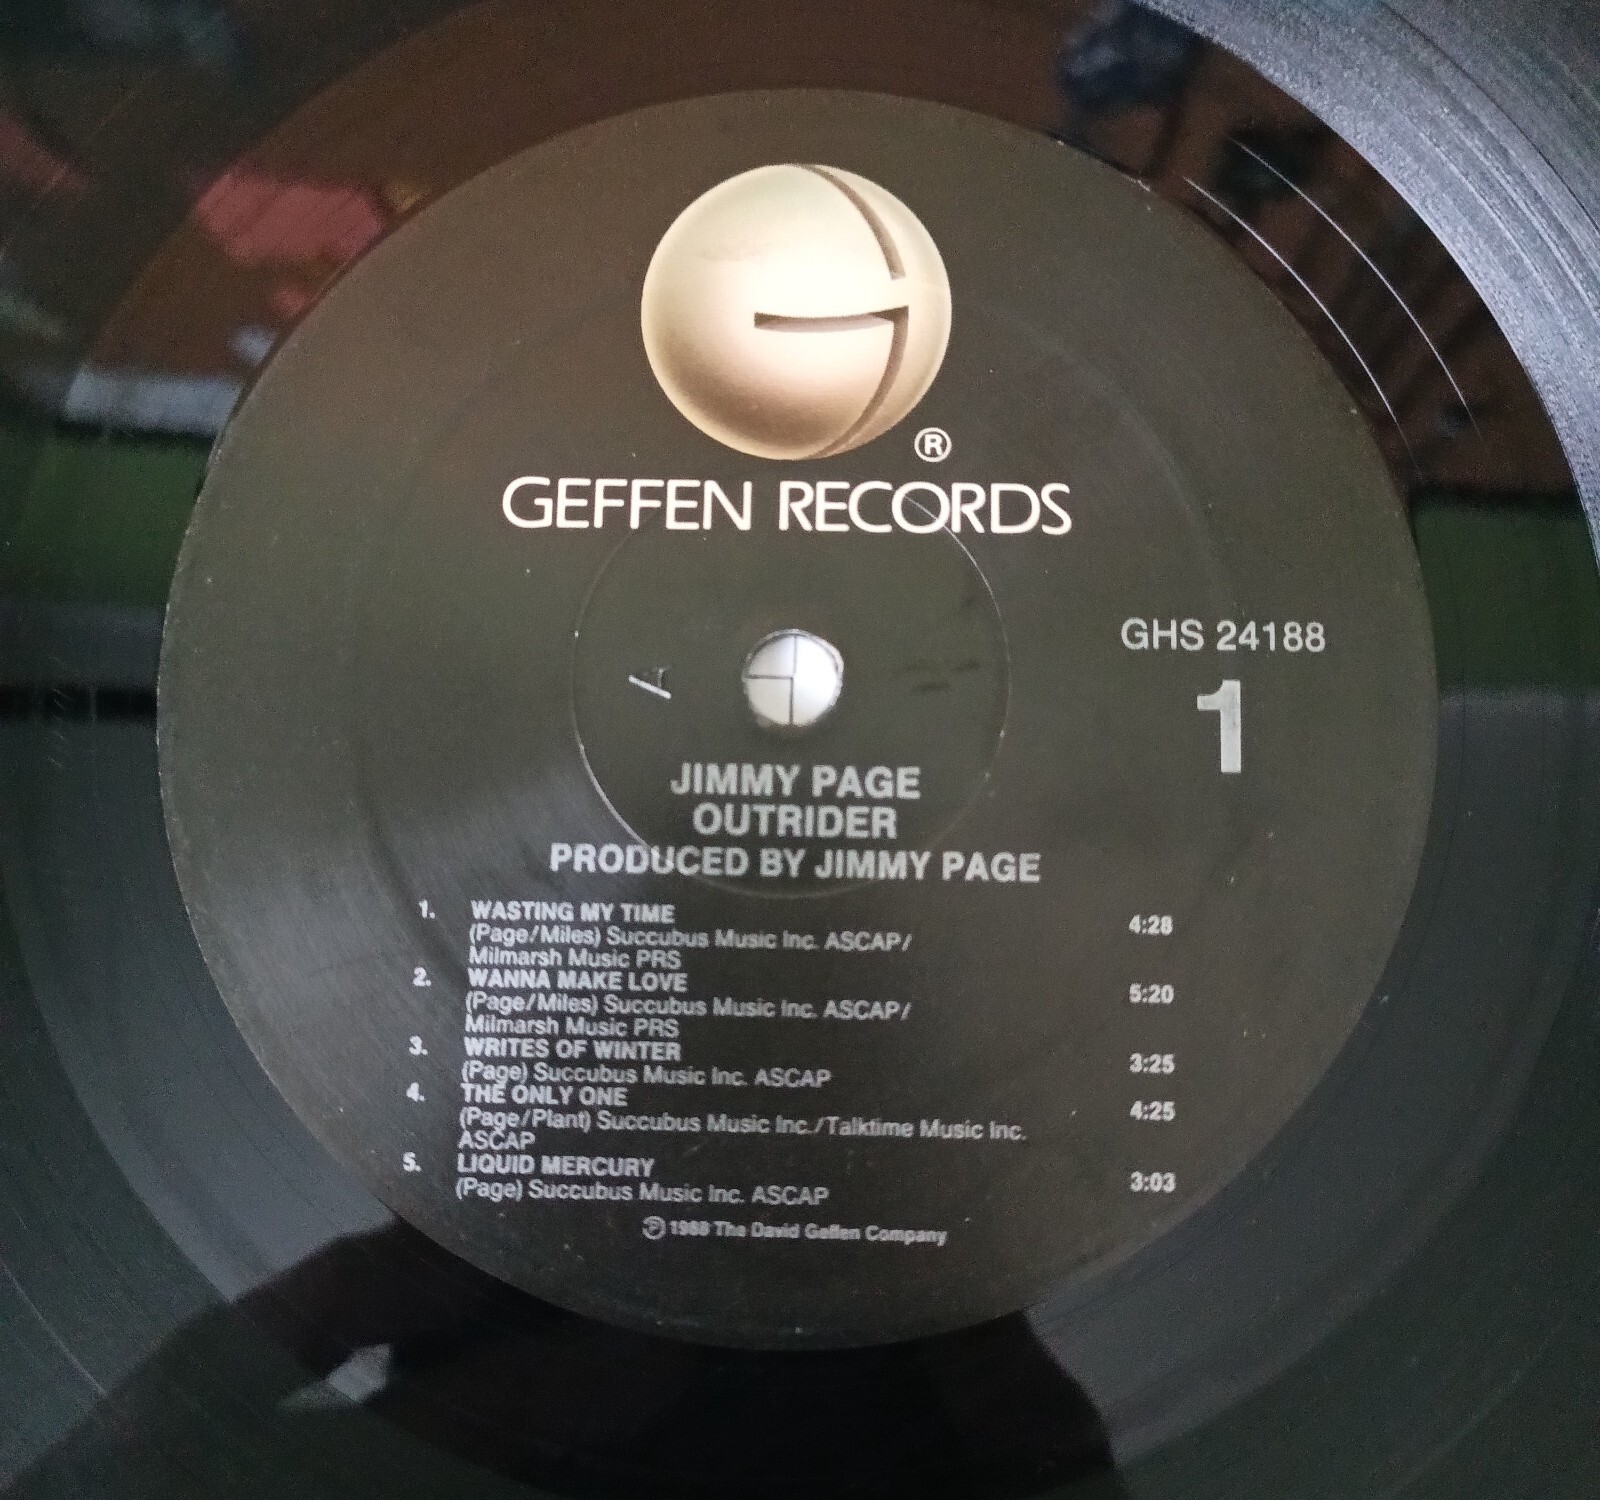 ®
GEFFEN RECORDS
GHS 24188
1
A
JIMMY PAGE
OUTRIDER
PRODUCED BY JIMMY PAGE
1. WASTING MY TIME 4:28
(Page/Miles) Succubus Music Inc. ASCAP/
Milmarsh Music PRS
2. WANNA MAKE LOVE 5:20
(Page/Miles) Succubus Music Inc. ASCAP/
Milmarsh Music PRS
3. WRITES OF WINTER 3:25
(Page) Succubus Music Inc. ASCAP
4. THE ONLY ONE 4:25
(Page/Plant) Succubus Music Inc./Talktime Music Inc.
ASCAP
5. LIQUID MERCURY 3:03
(Page) Succubus Music Inc. ASCAP
℗ 1988 The David Geffen Company